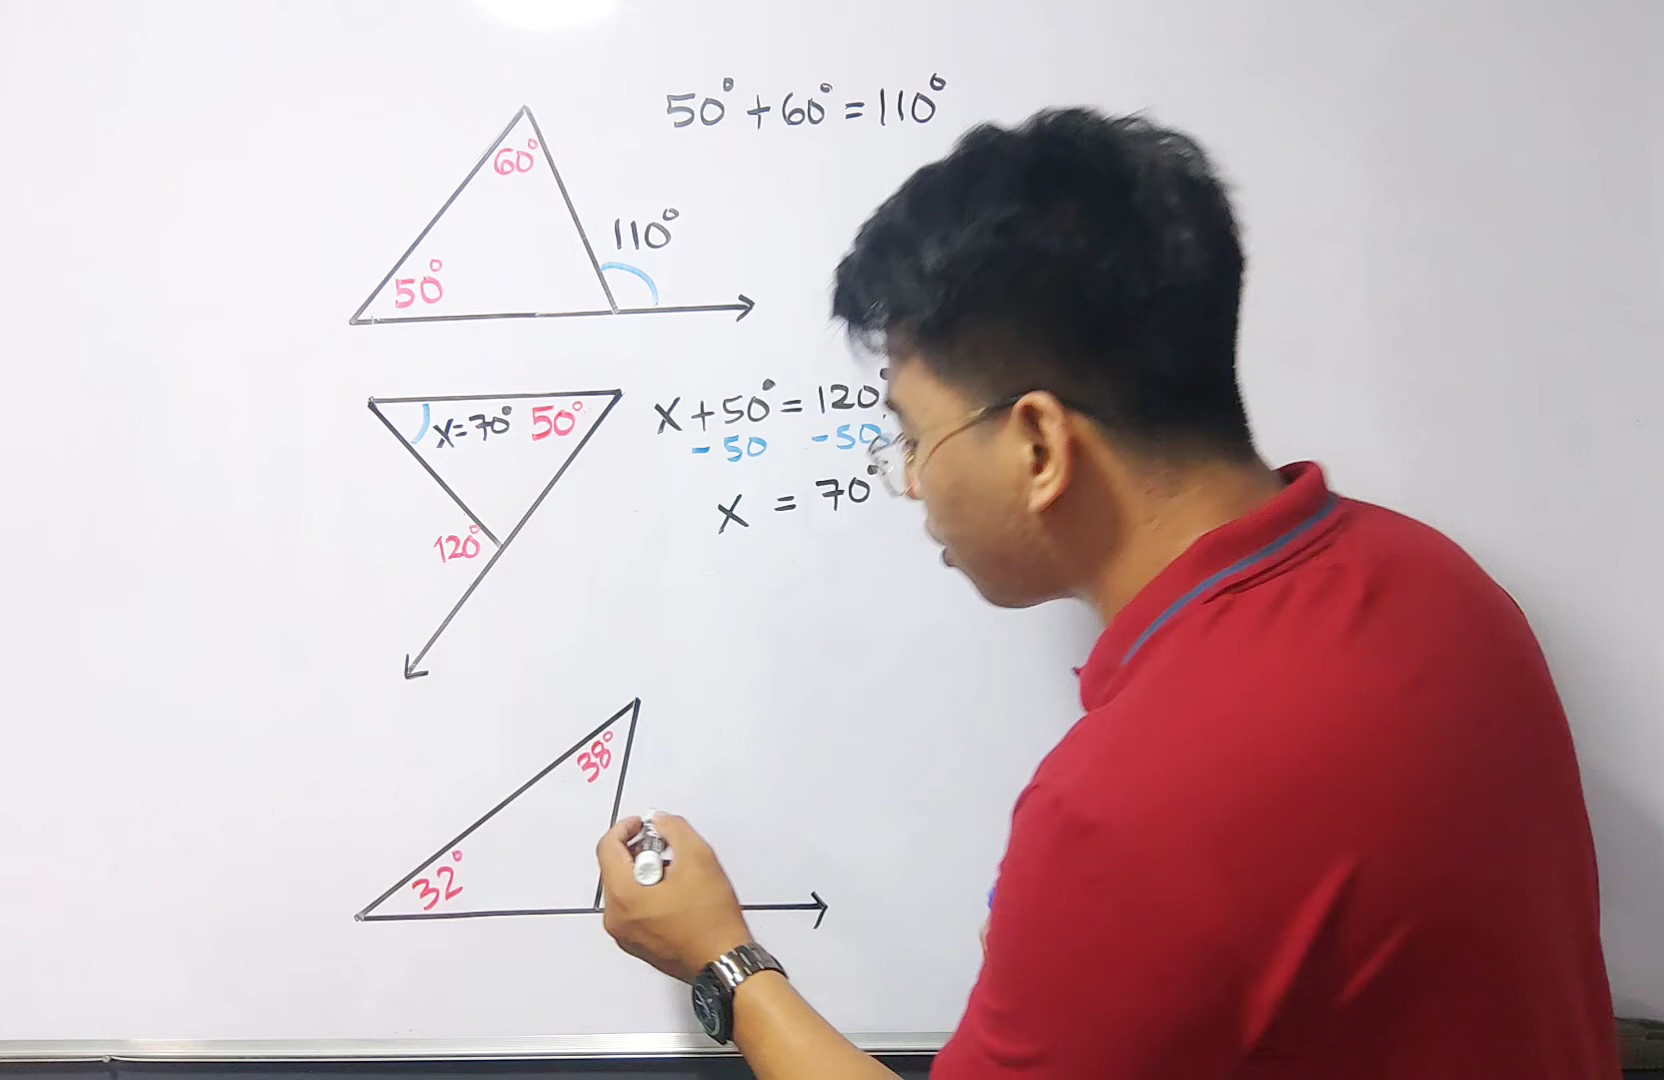 50° + 60° = 110°
60°
110°
50°
x = 70° 50°
x + 50° = 120°
- 50 - 50
x = 70°
120°
38°
32°